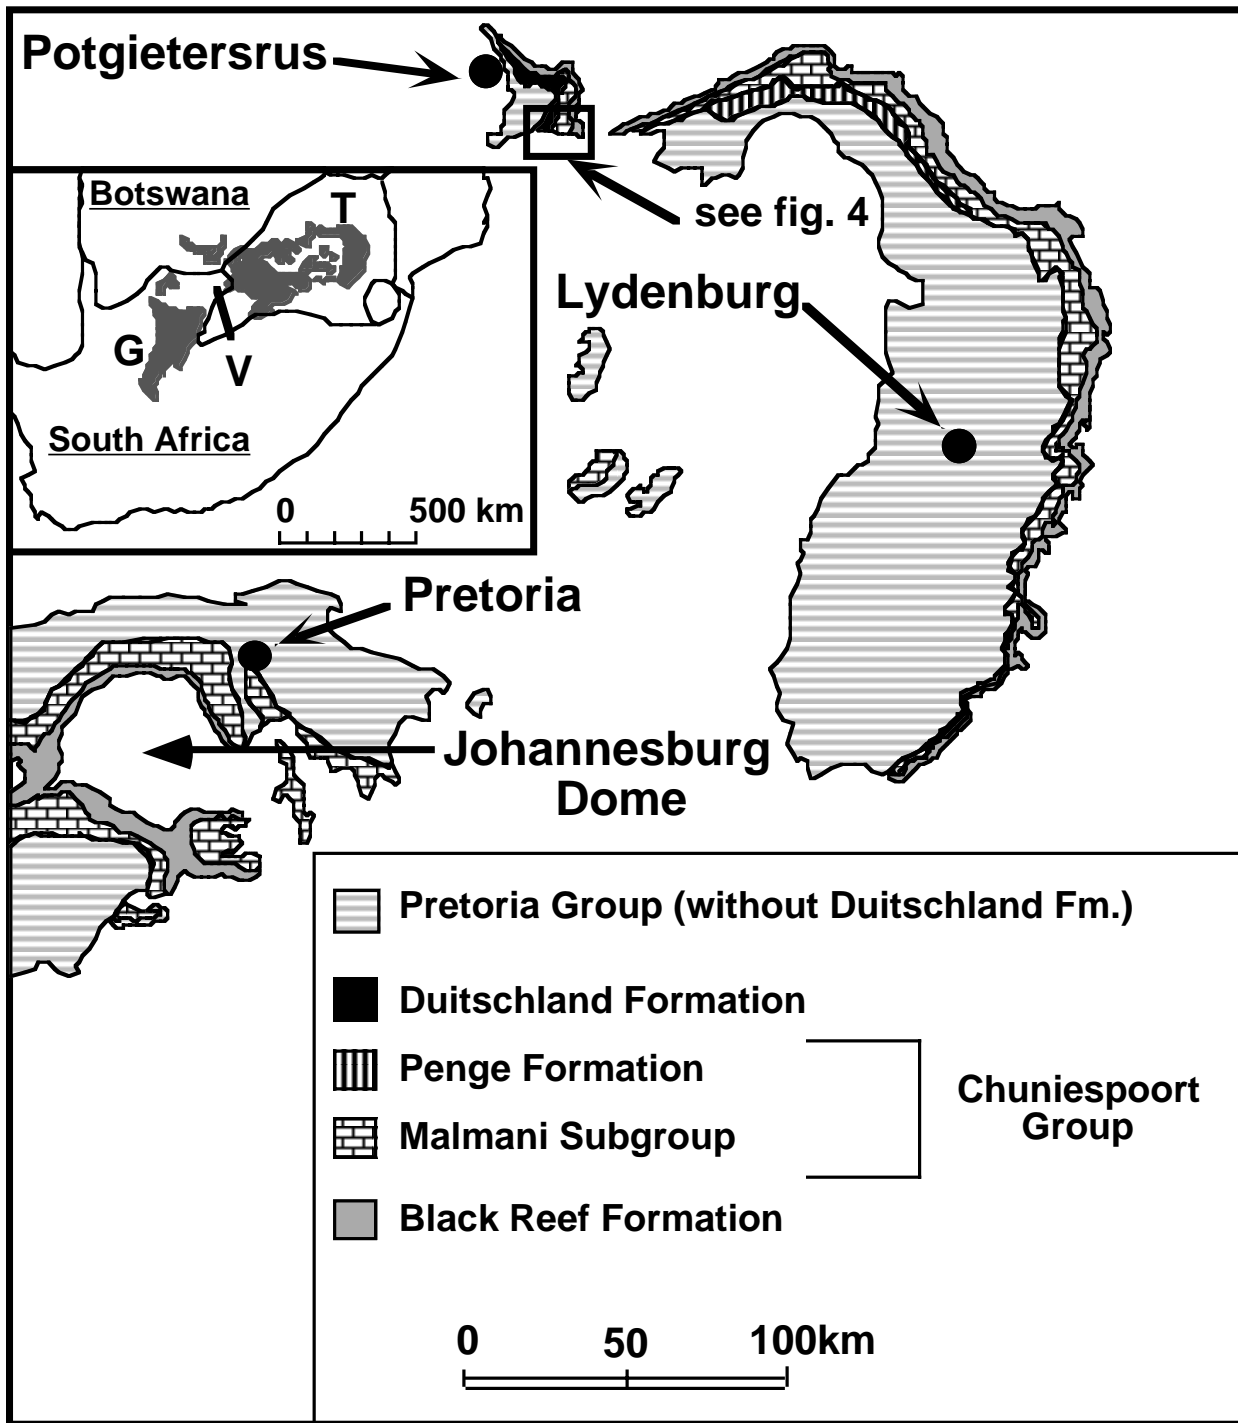 Potgietersrus
see fig. 4
Botswana
T
G
V
South Africa
0 500 km
Lydenburg
Pretoria
Johannesburg
Dome
Pretoria Group (without Duitschland Fm.)
Duitschland Formation
Penge Formation
Malmani Subgroup
Chuniespoort
Group
Black Reef Formation
0 50 100km